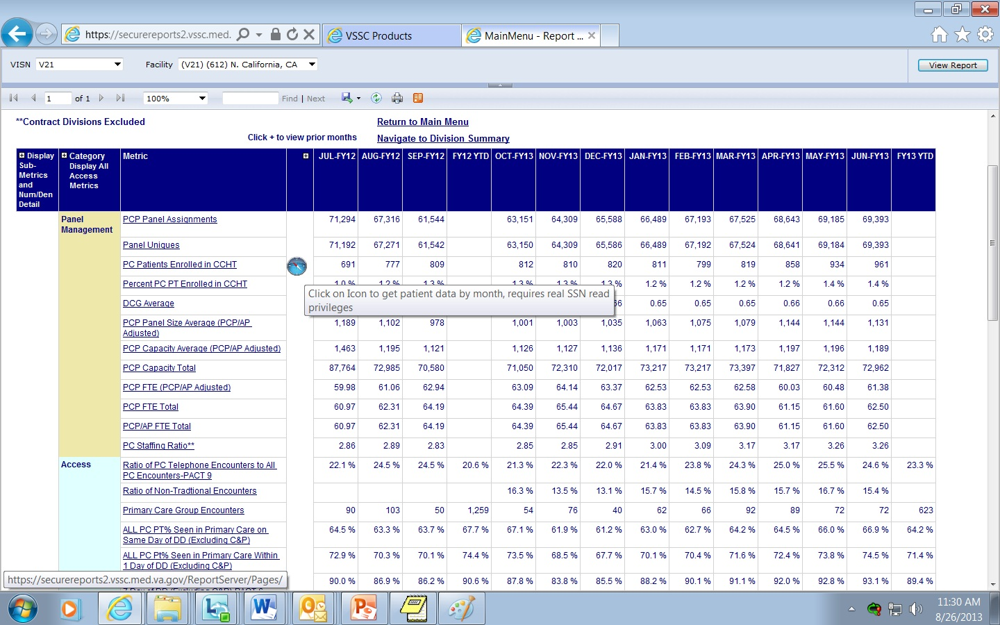 https://securereports2.vssc.med.
VSSC Products
MainMenu - Report ...
VISN V21 Facility (V21) (612) N. California, CA View Report
1 of 1 100% Find | Next
**Contract Divisions Excluded
Return to Main Menu
Click + to view prior months
Navigate to Division Summary
Display Sub-Metrics and Num/Den Detail
Category Display All Access Metrics
Metric JUL-FY12 AUG-FY12 SEP-FY12 FY12 YTD OCT-FY13 NOV-FY13 DEC-FY13 JAN-FY13 FEB-FY13 MAR-FY13 APR-FY13 MAY-FY13 JUN-FY13 FY13 YTD
Panel Management
PCP Panel Assignments 71,294 67,316 61,544 63,151 64,309 65,588 66,489 67,193 67,525 68,643 69,185 69,393
Panel Uniques 71,192 67,271 61,542 63,150 64,309 65,586 66,489 67,192 67,524 68,641 69,184 69,393
PC Patients Enrolled in CCHT 691 777 809 812 810 820 811 799 819 858 934 961
Percent PC PT Enrolled in CCHT 1.0 % 1.2 % 1.3 % 1.3 % 1.3 % 1.3 % 1.2 % 1.2 % 1.2 % 1.2 % 1.4 % 1.4 %
Click on Icon to get patient data by month, requires real SSN read
privileges
DCG Average 66 0.65 0.65 0.65 0.65 0.66 0.65
PCP Panel Size Average (PCP/AP
Adjusted) 1,189 1,102 978 1,001 1,003 1,035 1,063 1,075 1,079 1,144 1,144 1,131
PCP Capacity Average (PCP/AP Adjusted) 1,463 1,195 1,121 1,126 1,127 1,136 1,171 1,171 1,173 1,197 1,196 1,189
PCP Capacity Total 87,764 72,985 70,580 71,050 72,310 72,017 73,217 73,217 73,397 71,827 72,312 72,962
PCP FTE (PCP/AP Adjusted) 59.98 61.06 62.94 63.09 64.14 63.37 62.53 62.53 62.58 60.03 60.48 61.38
PCP FTE Total 60.97 62.31 64.19 64.39 65.44 64.67 63.83 63.83 63.90 61.15 61.60 62.50
PCP/AP FTE Total 60.97 62.31 64.19 64.39 65.44 64.67 63.83 63.83 63.90 61.15 61.60 62.50
PC Staffing Ratio** 2.86 2.89 2.83 2.85 2.85 2.91 3.00 3.09 3.17 3.17 3.26 3.26
Access
Ratio of PC Telephone Encounters to All
PC Encounters-PACT 9 22.1 % 24.5 % 24.5 % 20.6 % 21.3 % 22.3 % 22.0 % 21.4 % 23.8 % 24.3 % 25.0 % 25.5 % 24.6 % 23.3 %
Ratio of Non-Tradtional Encounters 16.3 % 13.5 % 13.1 % 15.7 % 14.5 % 15.8 % 15.7 % 16.7 % 15.4 %
Primary Care Group Encounters 90 103 50 1,259 54 76 40 62 66 92 89 72 72 623
ALL PC PT% Seen in Primary Care on
Same Day of DD (Excluding C&P) 64.5 % 63.3 % 63.7 % 67.7 % 67.1 % 61.9 % 61.2 % 63.0 % 62.7 % 64.2 % 64.5 % 66.0 % 66.9 % 64.2 %
ALL PC Pt% Seen in Primary Care Within
1 Day of DD (Excluding C&P) 72.9 % 70.3 % 70.1 % 74.4 % 73.5 % 68.5 % 67.7 % 70.1 % 70.4 % 71.6 % 72.4 % 73.8 % 74.5 % 71.4 %
90.0 % 86.9 % 86.2 % 90.6 % 87.8 % 83.8 % 85.5 % 88.2 % 90.1 % 91.1 % 92.0 % 92.8 % 93.1 % 89.4 %
https://securereports2.vssc.med.va.gov/ReportServer/Pages/
11:30 AM
8/26/2013